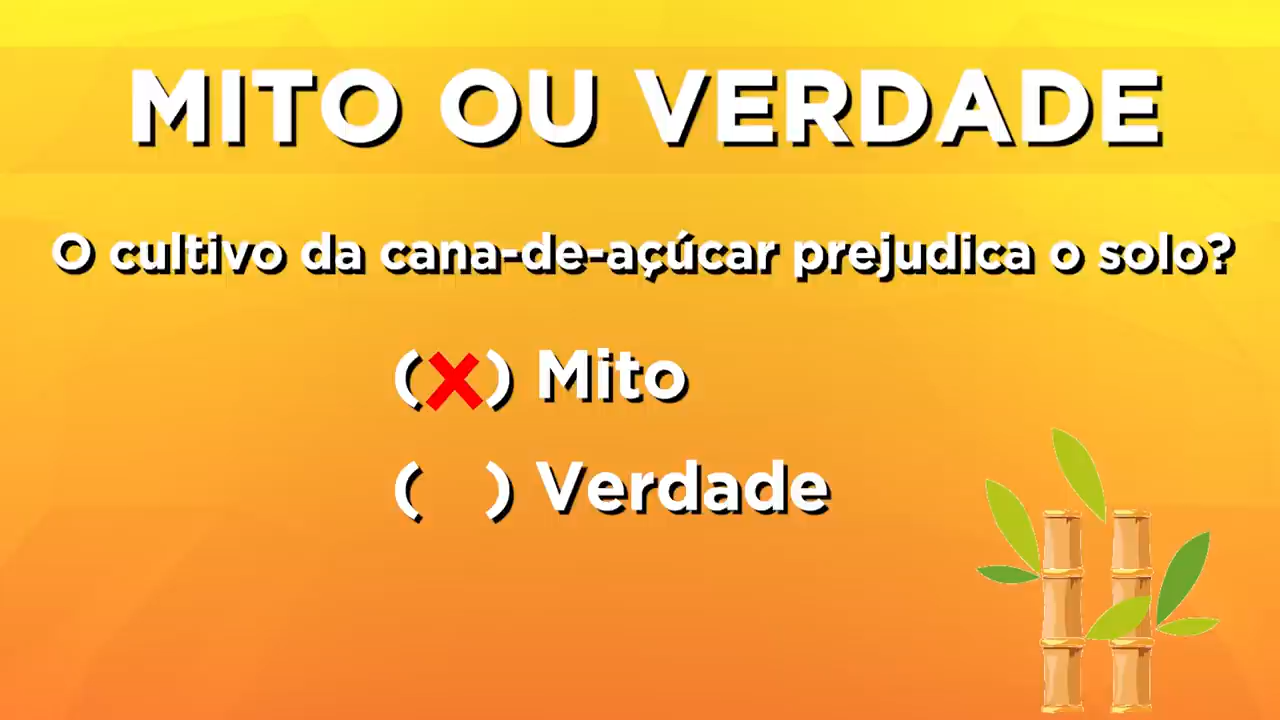 MITO OU VERDADE
O cultivo da cana-de-açúcar prejudica o solo?
(X) Mito
( ) Verdade